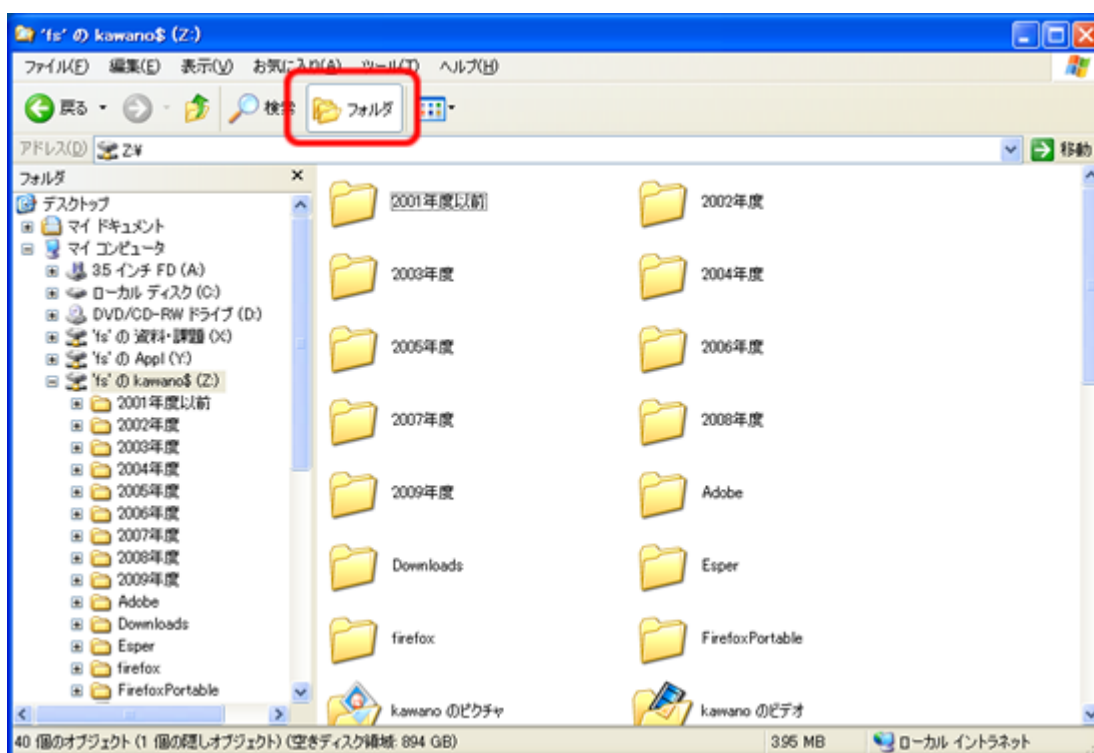 'fs' の kawano$ (Z:)
ファイル(F) 編集(E) 表示(V) お気に入り(A) ツール(T) ヘルプ(H)
戻る 検索 フォルダ
アドレス(D) Z:¥ 移動
フォルダ
デスクトップ
マイ ドキュメント
マイ コンピュータ
3.5 インチ FD (A:)
ローカル ディスク (C:)
DVD/CD-RW ドライブ (D:)
'fs' の 資料・課題 (X:)
'fs' の Appl (Y:)
'fs' の kawano$ (Z:)
2001年度以前
2002年度
2003年度
2004年度
2005年度
2006年度
2007年度
2008年度
2009年度
Adobe
Downloads
Esper
firefox
FirefoxPortable
2001年度以前 2002年度
2003年度 2004年度
2005年度 2006年度
2007年度 2008年度
2009年度 Adobe
Downloads Esper
firefox FirefoxPortable
kawano のピクチャ kawano のビデオ
40 個のオブジェクト (1 個の隠しオブジェクト) (空きディスク領域: 894 GB) 3.95 MB ローカル イントラネット